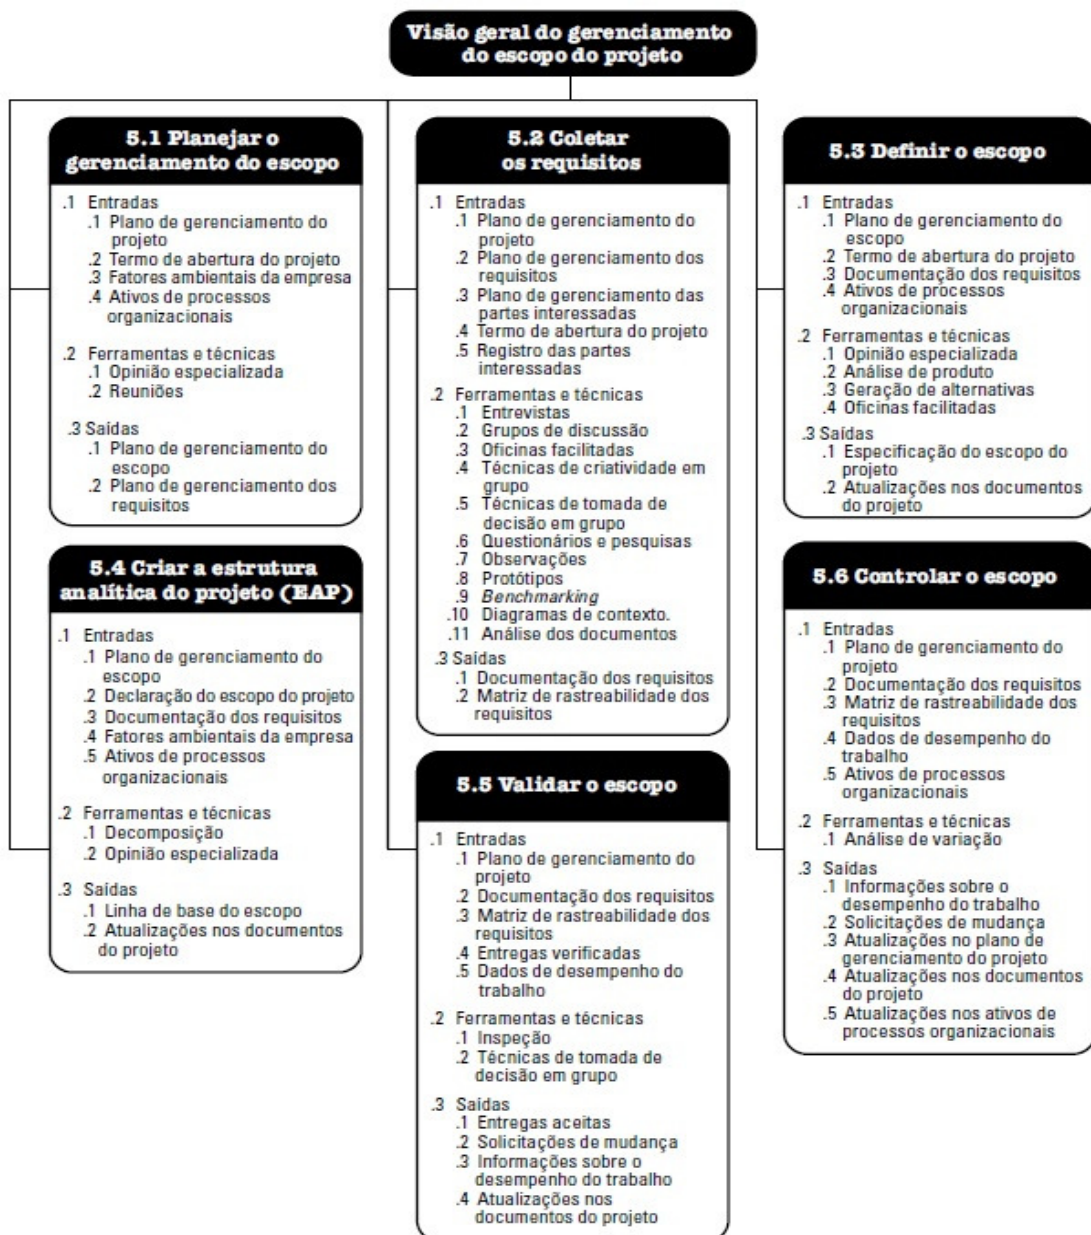 Visão geral do gerenciamento
do escopo do projeto
5.1 Planejar o
gerenciamento do escopo
.1 Entradas
.1 Plano de gerenciamento do
projeto
.2 Termo de abertura do projeto
.3 Fatores ambientais da empresa
.4 Ativos de processos
organizacionais
.2 Ferramentas e técnicas
.1 Opinião especializada
.2 Reuniões
.3 Saídas
.1 Plano de gerenciamento do
escopo
.2 Plano de gerenciamento dos
requisitos
5.2 Coletar
os requisitos
.1 Entradas
.1 Plano de gerenciamento do
projeto
.2 Plano de gerenciamento dos
requisitos
.3 Plano de gerenciamento das
partes interessadas
.4 Termo de abertura do projeto
.5 Registro das partes
interessadas
.2 Ferramentas e técnicas
.1 Entrevistas
.2 Grupos de discussão
.3 Oficinas facilitadas
.4 Técnicas de criatividade em
grupo
.5 Técnicas de tomada de
decisão em grupo
.6 Questionários e pesquisas
.7 Observações
.8 Protótipos
.9 Benchmarking
.10 Diagramas de contexto.
.11 Análise dos documentos
.3 Saídas
.1 Documentação dos requisitos
.2 Matriz de rastreabilidade dos
requisitos
5.3 Definir o escopo
.1 Entradas
.1 Plano de gerenciamento do
escopo
.2 Termo de abertura do projeto
.3 Documentação dos requisitos
.4 Ativos de processos
organizacionais
.2 Ferramentas e técnicas
.1 Opinião especializada
.2 Análise de produto
.3 Geração de alternativas
.4 Oficinas facilitadas
.3 Saídas
.1 Especificação do escopo do
projeto
.2 Atualizações nos documentos
do projeto
5.4 Criar a estrutura
analítica do projeto (EAP)
.1 Entradas
.1 Plano de gerenciamento do
escopo
.2 Declaração do escopo do projeto
.3 Documentação dos requisitos
.4 Fatores ambientais da empresa
.5 Ativos de processos
organizacionais
.2 Ferramentas e técnicas
.1 Decomposição
.2 Opinião especializada
.3 Saídas
.1 Linha de base do escopo
.2 Atualizações nos documentos
do projeto
5.5 Validar o escopo
.1 Entradas
.1 Plano de gerenciamento do
projeto
.2 Documentação dos requisitos
.3 Matriz de rastreabilidade dos
requisitos
.4 Entregas verificadas
.5 Dados de desempenho do
trabalho
.2 Ferramentas e técnicas
.1 Inspeção
.2 Técnicas de tomada de
decisão em grupo
.3 Saídas
.1 Entregas aceitas
.2 Solicitações de mudança
.3 Informações sobre o
desempenho do trabalho
.4 Atualizações nos
documentos do projeto
5.6 Controlar o escopo
.1 Entradas
.1 Plano de gerenciamento do
projeto
.2 Documentação dos requisitos
.3 Matriz de rastreabilidade dos
requisitos
.4 Dados de desempenho do
trabalho
.5 Ativos de processos
organizacionais
.2 Ferramentas e técnicas
.1 Análise de variação
.3 Saídas
.1 Informações sobre o
desempenho do trabalho
.2 Solicitações de mudança
.3 Atualizações no plano de
gerenciamento do projeto
.4 Atualizações nos documentos
do projeto
.5 Atualizações nos ativos de
processos organizacionais